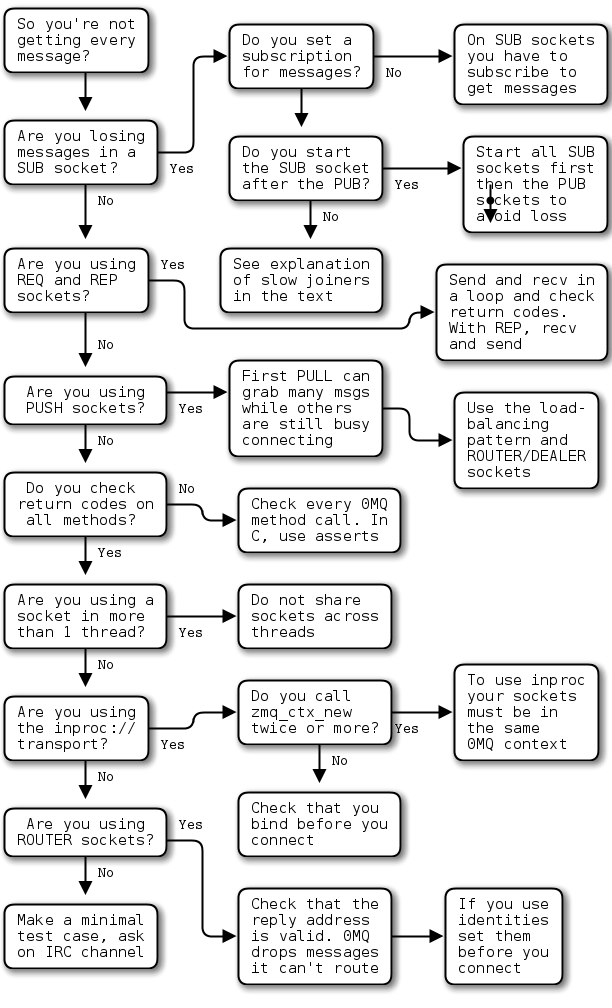 So you're not
getting every
message?
Do you set a
subscription
for messages?
No
On SUB sockets
you have to
subscribe to
get messages
Are you losing
messages in a
SUB socket?
Yes
No
Do you start
the SUB socket
after the PUB?
Yes
No
Start all SUB
sockets first
then the PUB
sockets to
avoid loss
See explanation
of slow joiners
in the text
Are you using
REQ and REP
sockets?
Yes
No
Send and recv in
a loop and check
return codes.
With REP, recv
and send
Are you using
PUSH sockets?
Yes
No
First PULL can
grab many msgs
while others
are still busy
connecting
Use the load-
balancing
pattern and
ROUTER/DEALER
sockets
Do you check
return codes on
all methods?
No
Yes
Check every 0MQ
method call. In
C, use asserts
Are you using a
socket in more
than 1 thread?
Yes
No
Do not share
sockets across
threads
Are you using
the inproc://
transport?
Yes
No
Do you call
zmq_ctx_new
twice or more?
Yes
No
To use inproc
your sockets
must be in
the same
0MQ context
Check that you
bind before you
connect
Are you using
ROUTER sockets?
Yes
No
Make a minimal
test case, ask
on IRC channel
Check that the
reply address
is valid. 0MQ
drops messages
it can't route
If you use
identities
set them
before you
connect